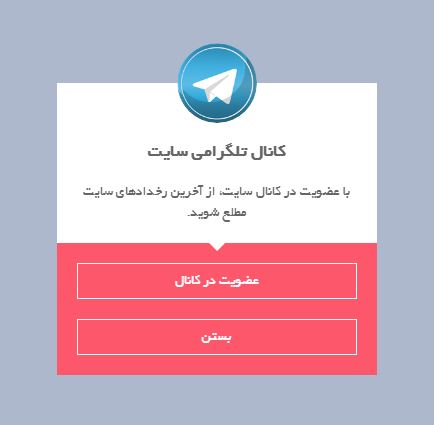 کانال تلگرامی سایت
با عضویت در کانال سایت، از آخرین رخدادهای سایت
مطلع شوید.
عضویت در کانال
بستن